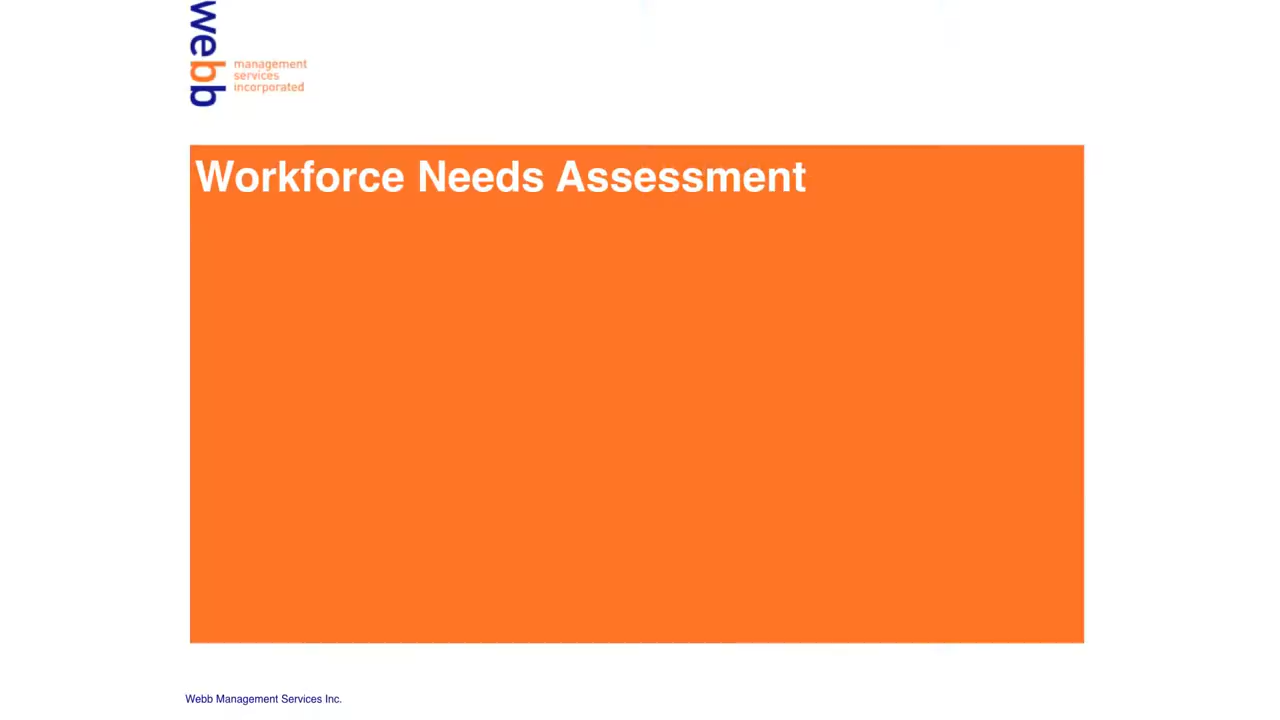 webb
management
services
incorporated
Workforce Needs Assessment
Webb Management Services Inc.